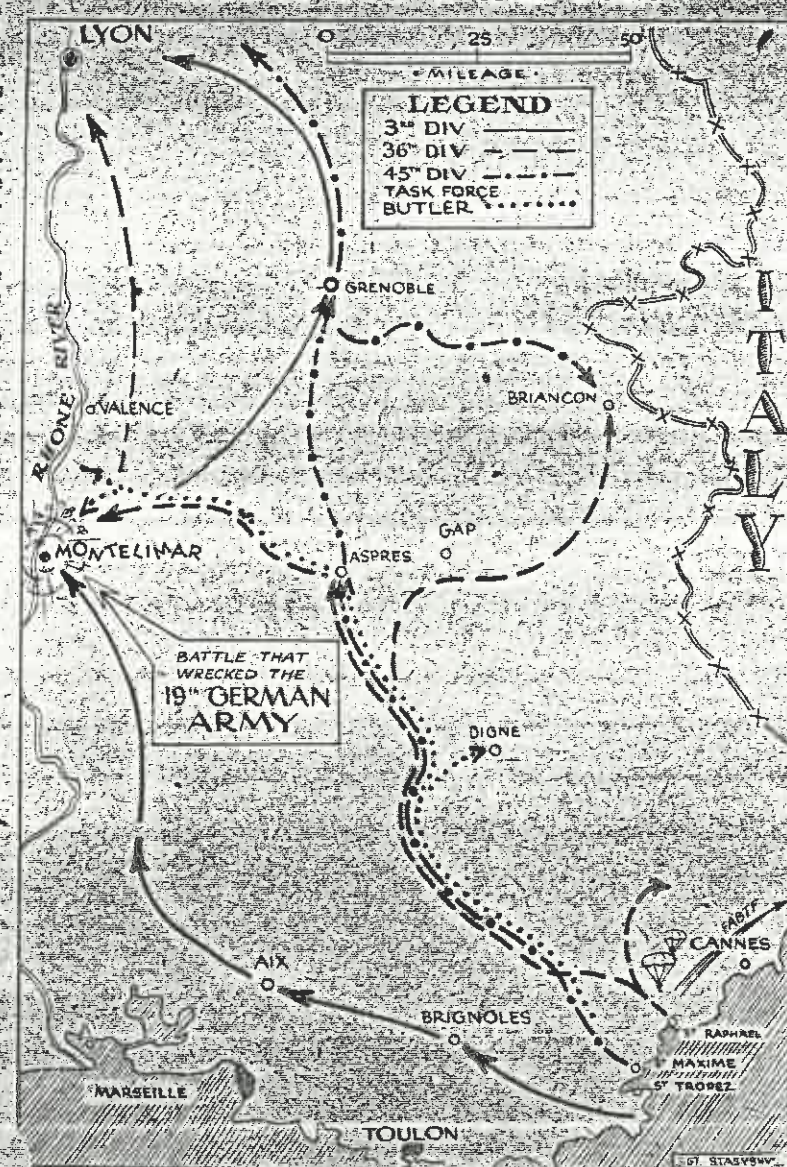 LYON
0 25 50
• MILEAGE •
LEGEND
3RD DIV
36TH DIV
45TH DIV
TASK FORCE
BUTLER
ITALY
GRENOBLE
RHONE RIVER
VALENCE
BRIANCON
MONTELIMAR
ASPRES
GAP
BATTLE THAT
WRECKED THE
19TH GERMAN
ARMY
DIGNE
FABTF
CANNES
AIX
BRIGNOLES
RAPHAEL
MAXIME
ST TROPEZ
MARSEILLE
TOULON